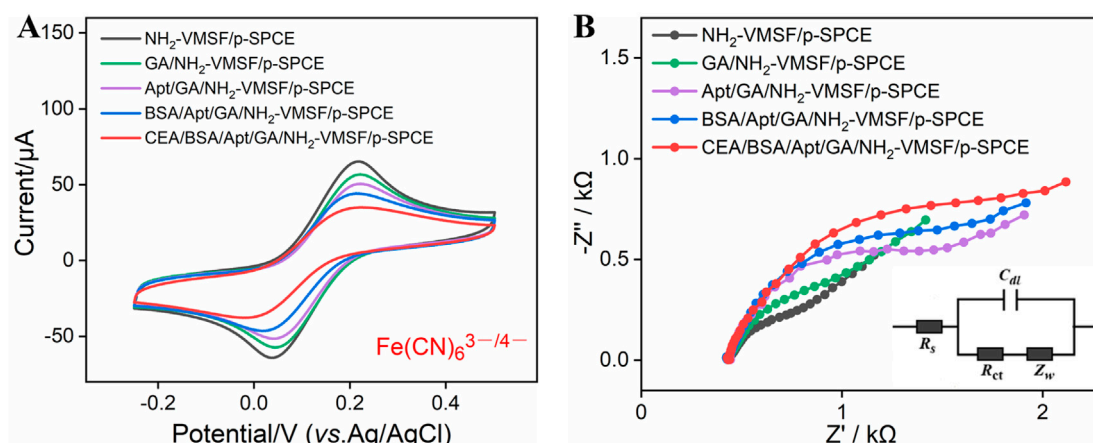 A
150
100
50
0
-50
Current/μA
NH₂-VMSF/p-SPCE
GA/NH₂-VMSF/p-SPCE
Apt/GA/NH₂-VMSF/p-SPCE
BSA/Apt/GA/NH₂-VMSF/p-SPCE
CEA/BSA/Apt/GA/NH₂-VMSF/p-SPCE
Fe(CN)₆³⁻/⁴⁻
-0.2 0.0 0.2 0.4
Potential/V (vs.Ag/AgCl)
B
1.5
1.0
0.5
0.0
-Z" / kΩ
NH₂-VMSF/p-SPCE
GA/NH₂-VMSF/p-SPCE
Apt/GA/NH₂-VMSF/p-SPCE
BSA/Apt/GA/NH₂-VMSF/p-SPCE
CEA/BSA/Apt/GA/NH₂-VMSF/p-SPCE
Cdl
Rs
Rct Zw
0 1 2
Z' / kΩ